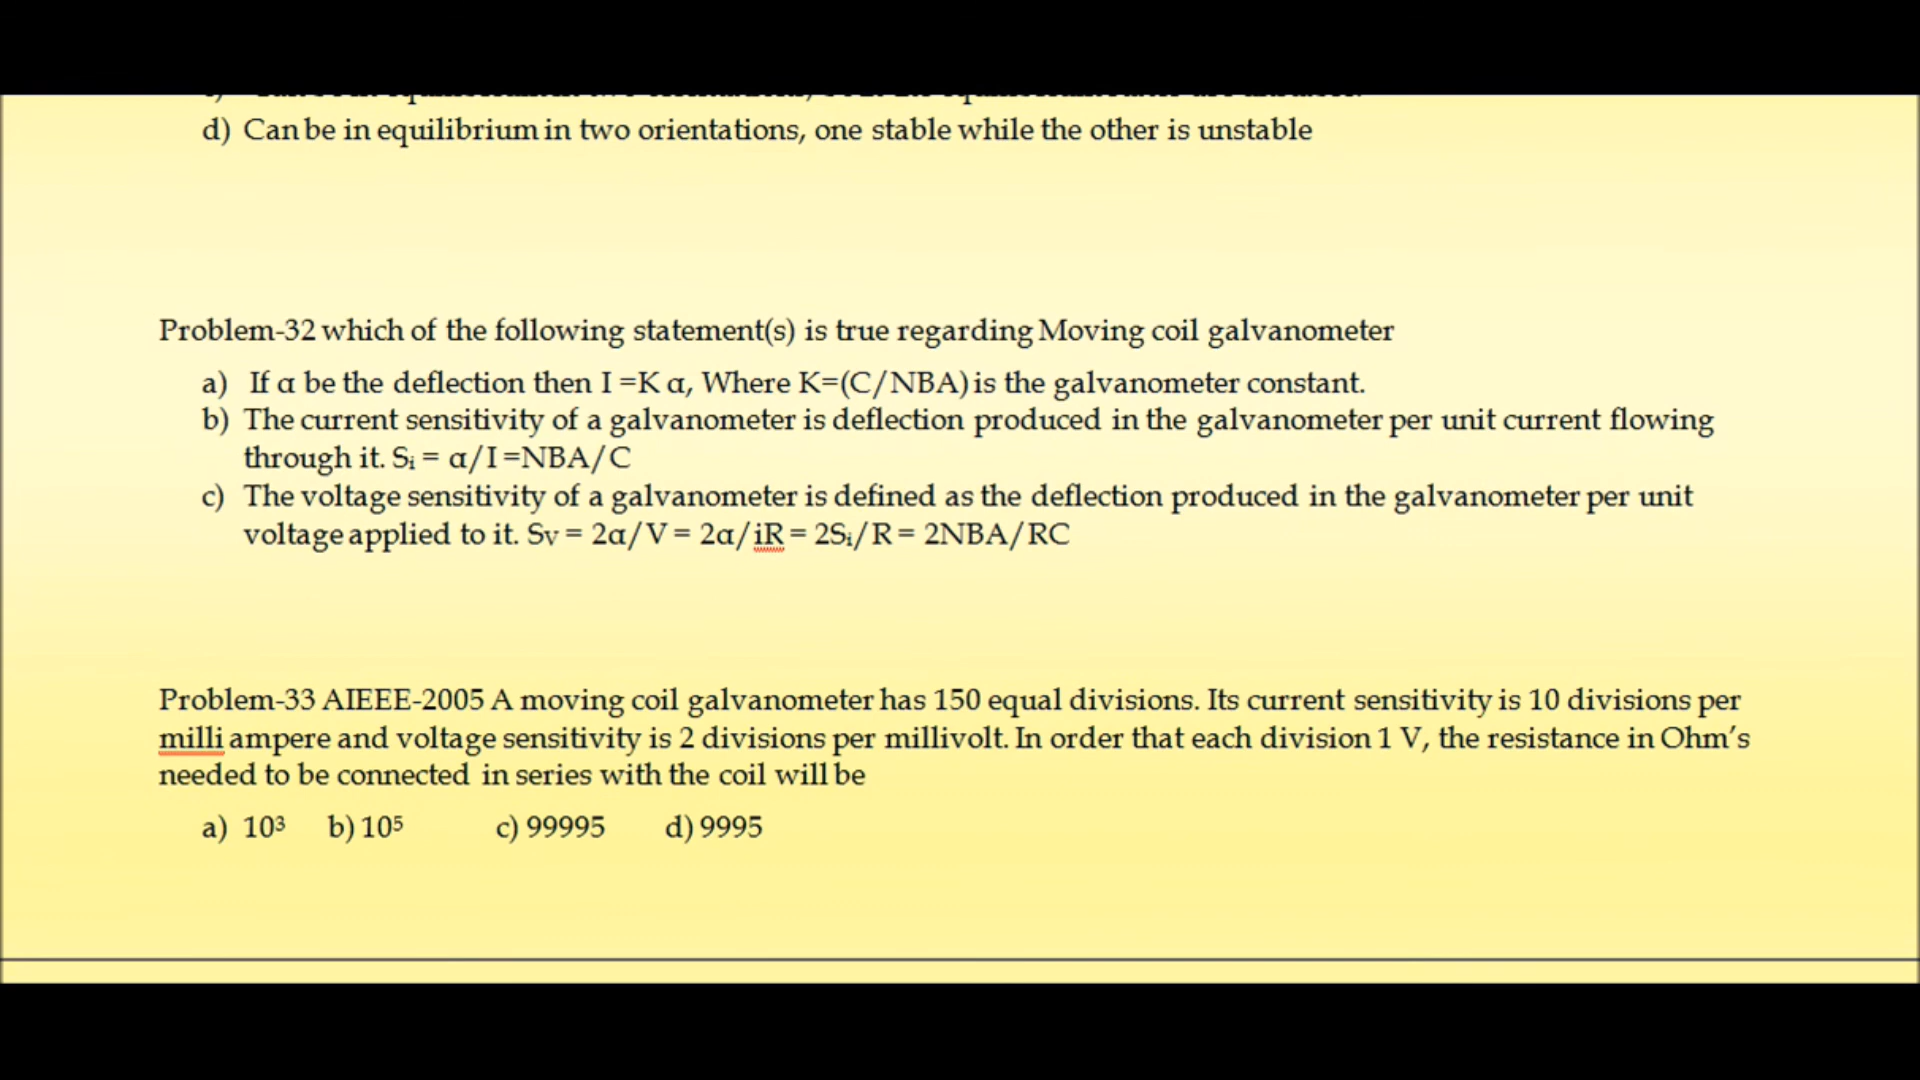 d) Can be in equilibrium in two orientations, one stable while the other is unstable
Problem-32 which of the following statement(s) is true regarding Moving coil galvanometer
a) If α be the deflection then I =K α, Where K=(C/NBA) is the galvanometer constant.
b) The current sensitivity of a galvanometer is deflection produced in the galvanometer per unit current flowing
through it. Sᵢ = α/I =NBA/C
c) The voltage sensitivity of a galvanometer is defined as the deflection produced in the galvanometer per unit
voltage applied to it. Sv = 2α/V = 2α/iR = 2Sᵢ/R = 2NBA/RC
Problem-33 AIEEE-2005 A moving coil galvanometer has 150 equal divisions. Its current sensitivity is 10 divisions per
milli ampere and voltage sensitivity is 2 divisions per millivolt. In order that each division 1 V, the resistance in Ohm's
needed to be connected in series with the coil will be
a) 10³ b) 10⁵ c) 99995 d) 9995